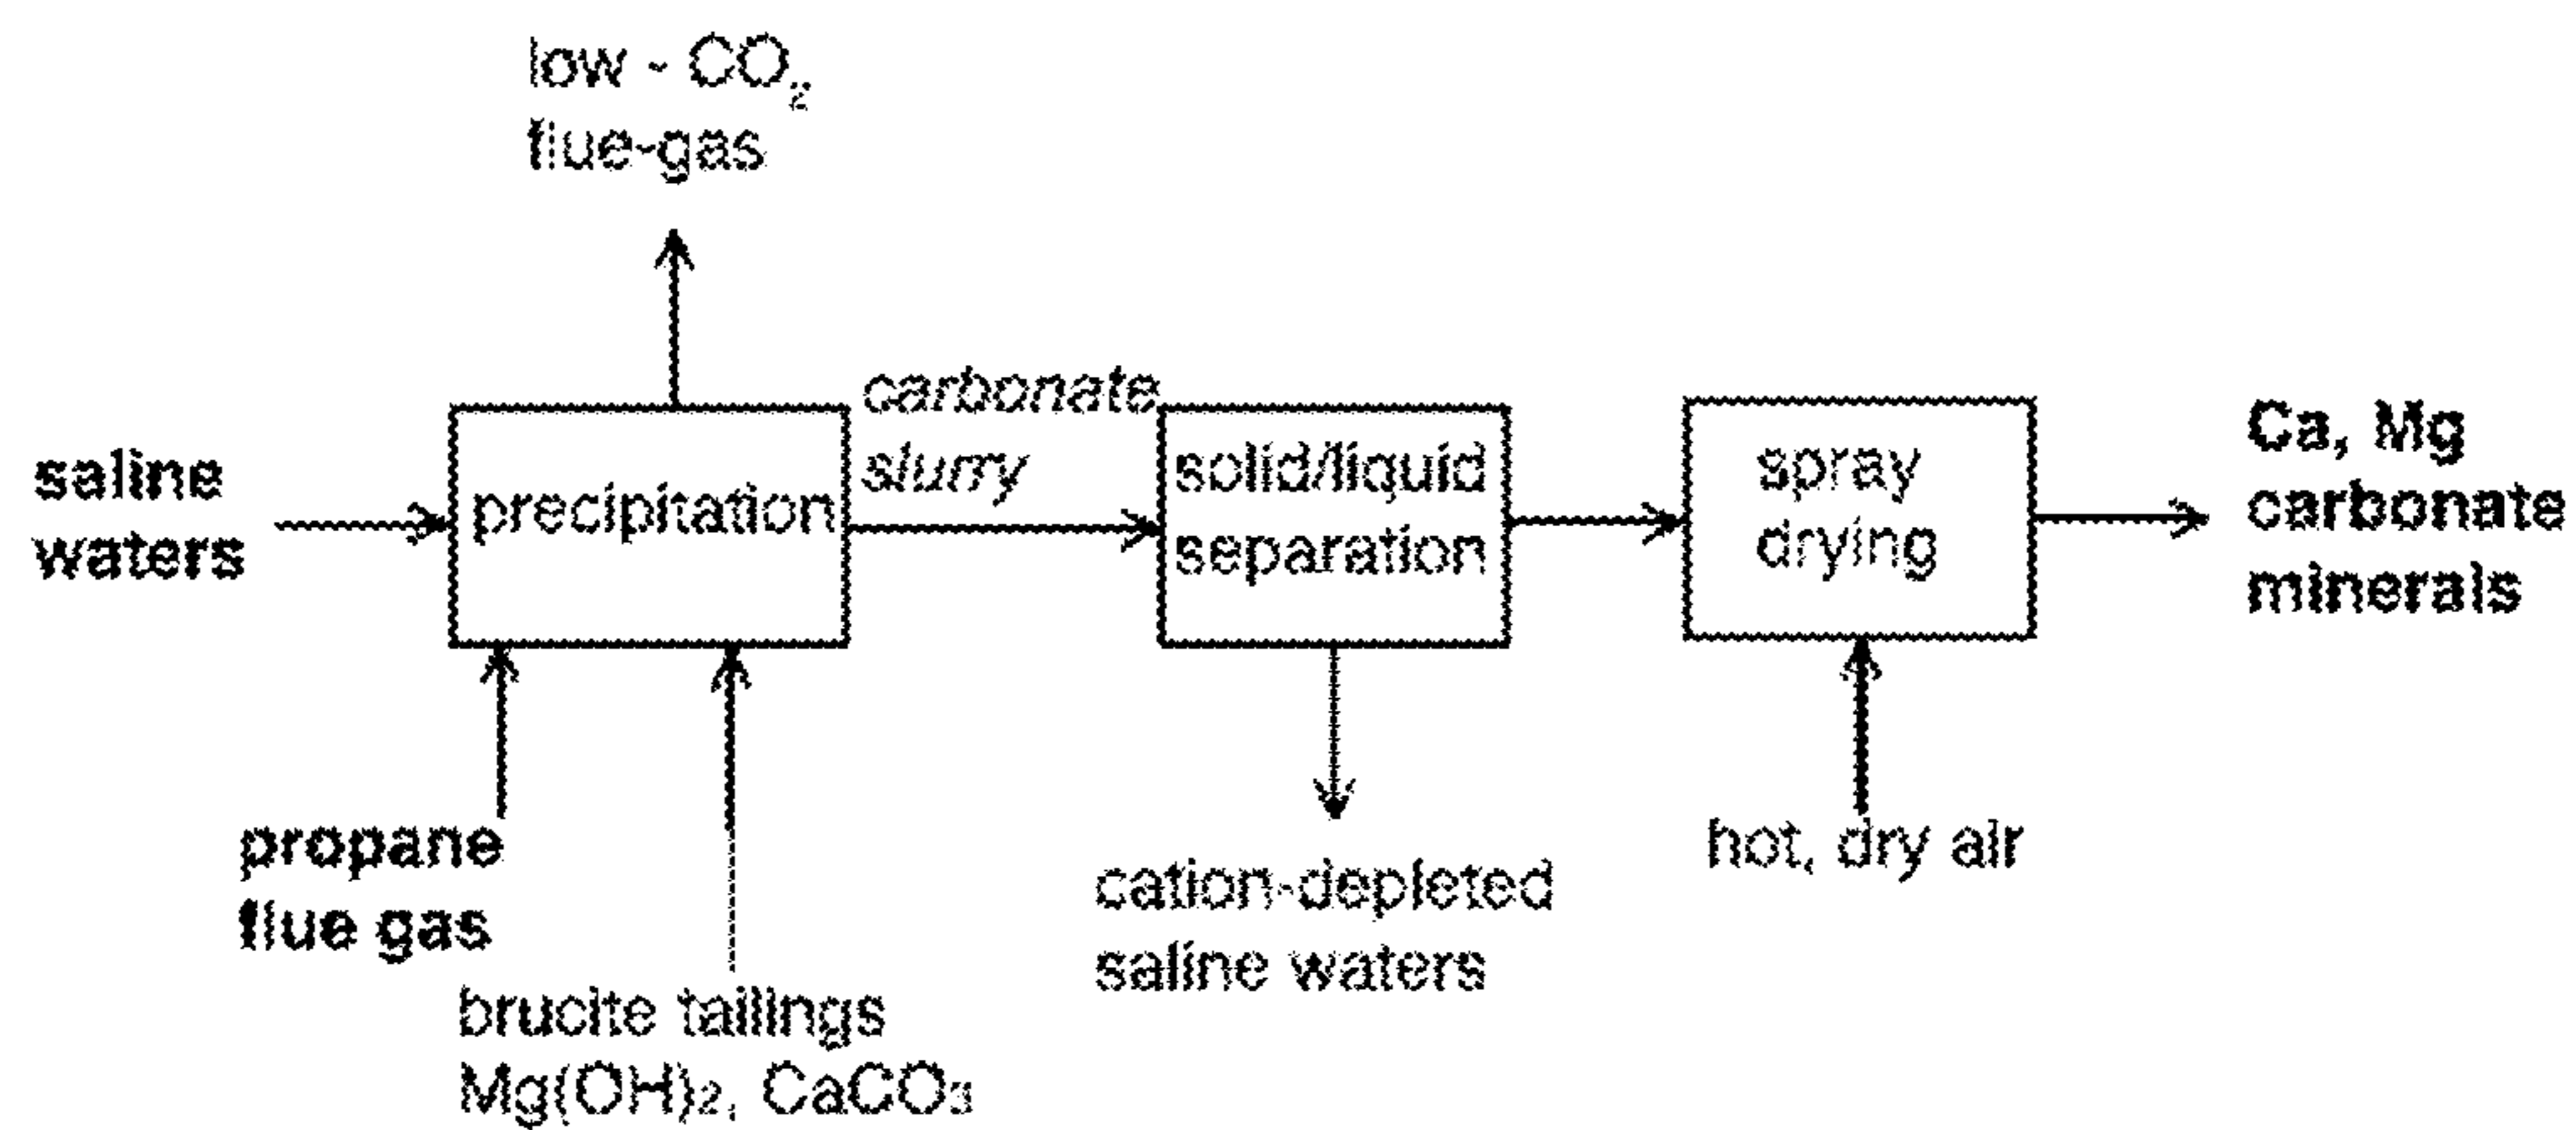 low - CO₂
flue-gas
saline
waters
precipitation
carbonate
slurry
solid/liquid
separation
spray
drying
Ca, Mg
carbonate
minerals
propane
flue gas
brucite tailings
Mg(OH)₂, CaCO₃
cation-depleted
saline waters
hot, dry air